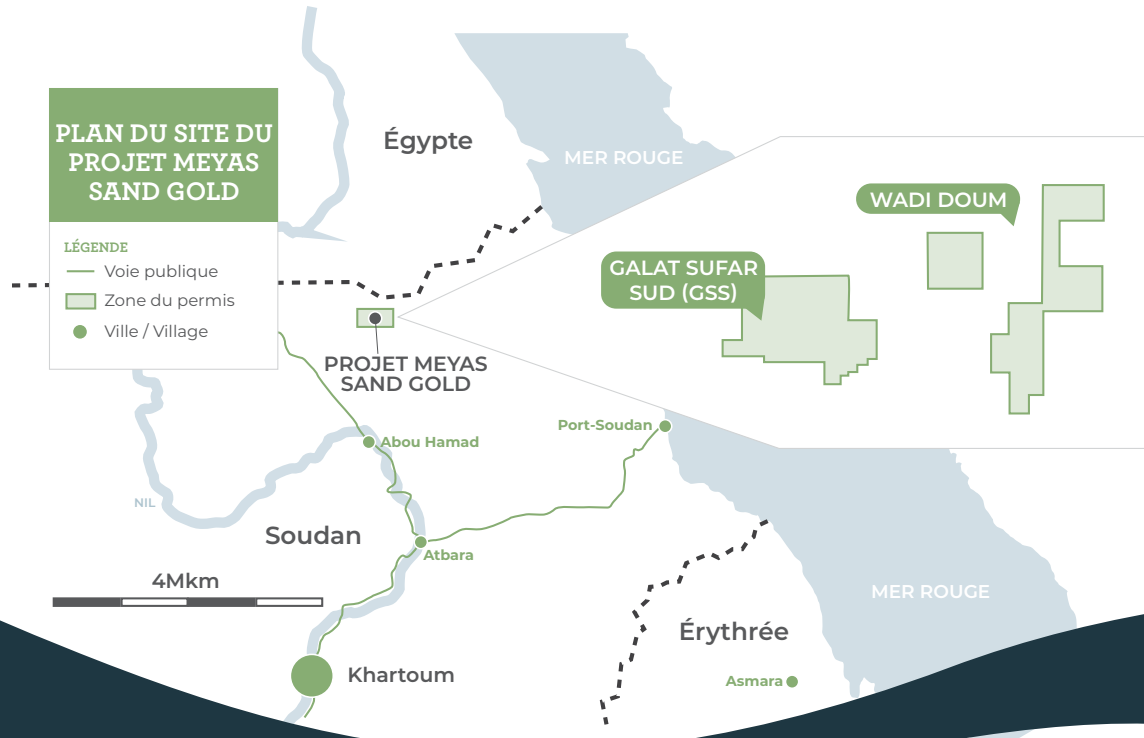 PLAN DU SITE DU
PROJET MEYAS
SAND GOLD
LÉGENDE
Voie publique
Zone du permis
Ville / Village
Égypte
MER ROUGE
WADI DOUM
GALAT SUFAR
SUD (GSS)
PROJET MEYAS
SAND GOLD
Port-Soudan
Abou Hamad
NIL
Soudan
Atbara
4Mkm
MER ROUGE
Érythrée
Khartoum
Asmara